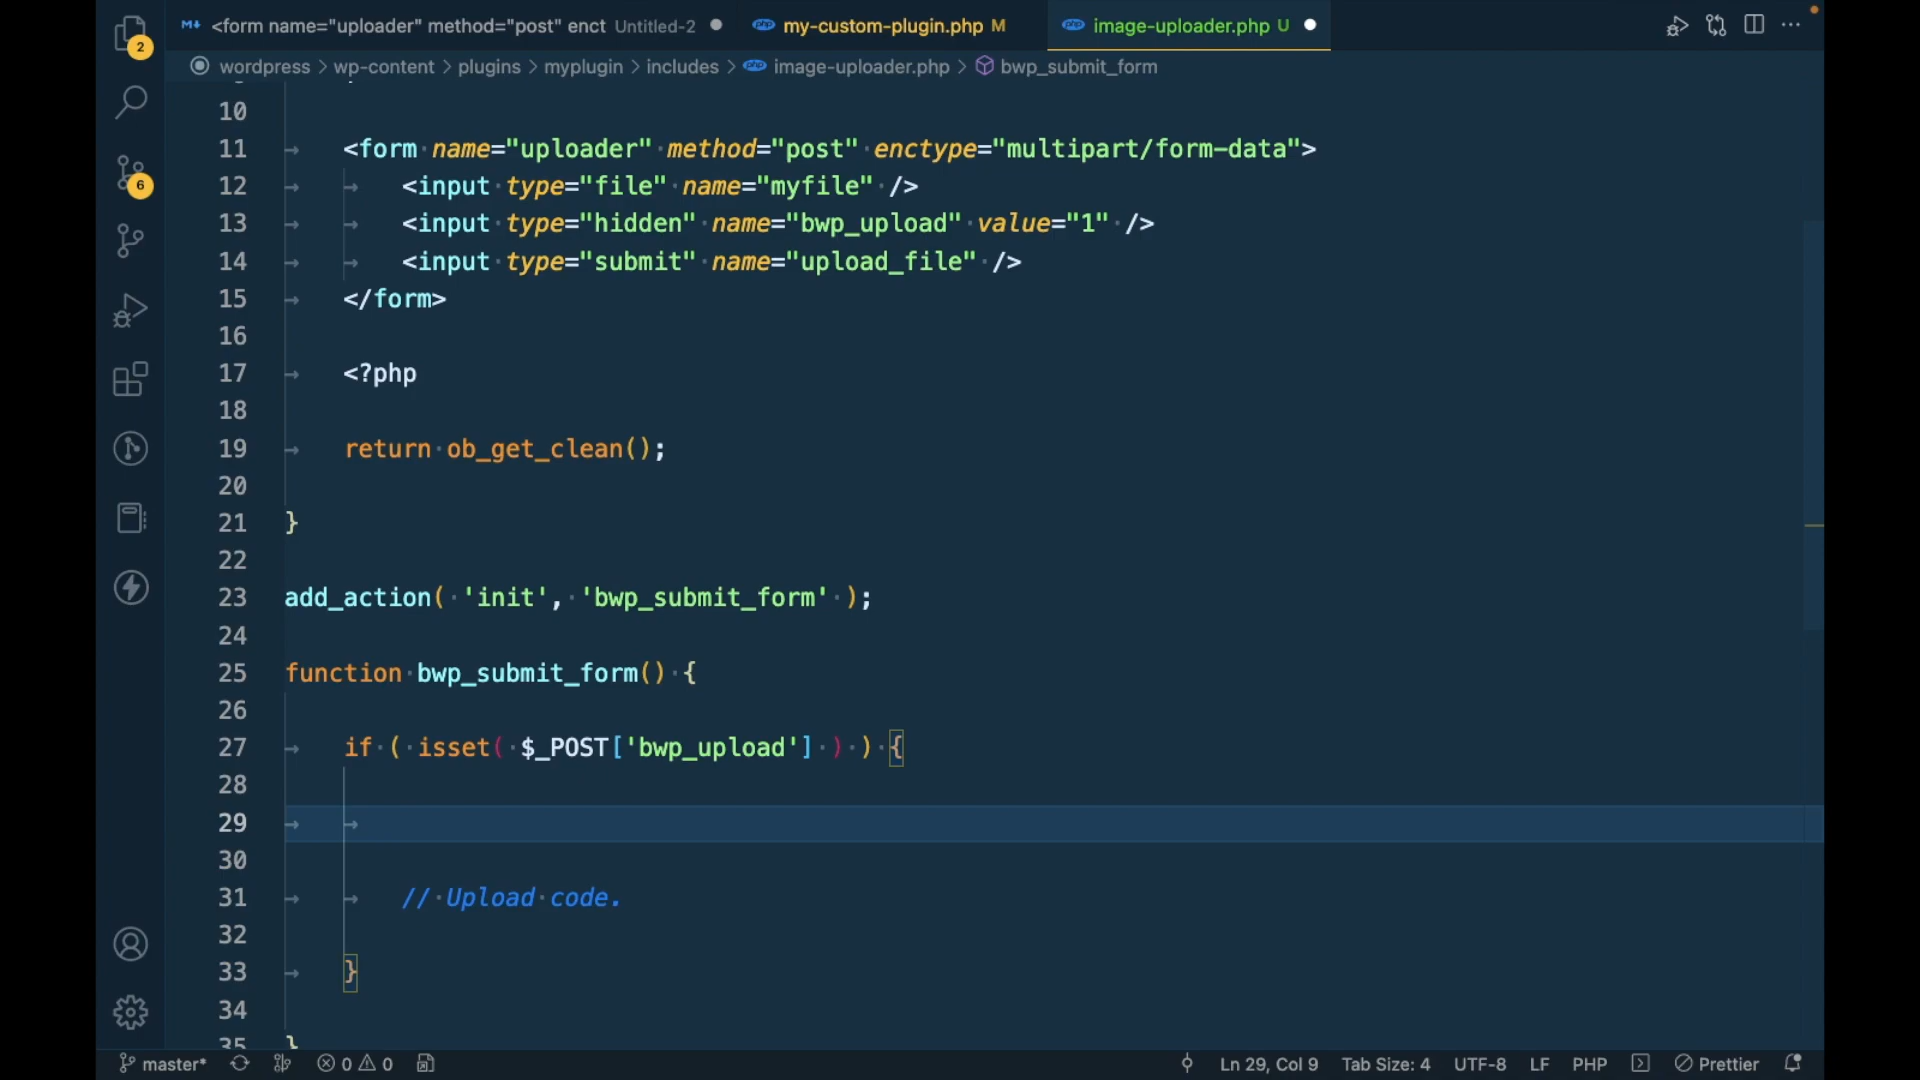 <form name="uploader" method="post" enct Untitled-2
my-custom-plugin.php M
image-uploader.php U
wordpress > wp-content > plugins > myplugin > includes > image-uploader.php > bwp_submit_form
2
6
10
11 <form name="uploader" method="post" enctype="multipart/form-data">
12 <input type="file" name="myfile" />
13 <input type="hidden" name="bwp_upload" value="1" />
14 <input type="submit" name="upload_file" />
15 </form>
16
17 <?php
18
19 return ob_get_clean();
20
21 }
22
23 add_action( 'init', 'bwp_submit_form' );
24
25 function bwp_submit_form() {
26
27 if ( isset( $_POST['bwp_upload'] ) ) {
28
29
30
31 // Upload code.
32
33 }
34
35 }
master* 0 0 Ln 29, Col 9 Tab Size: 4 UTF-8 LF PHP Prettier